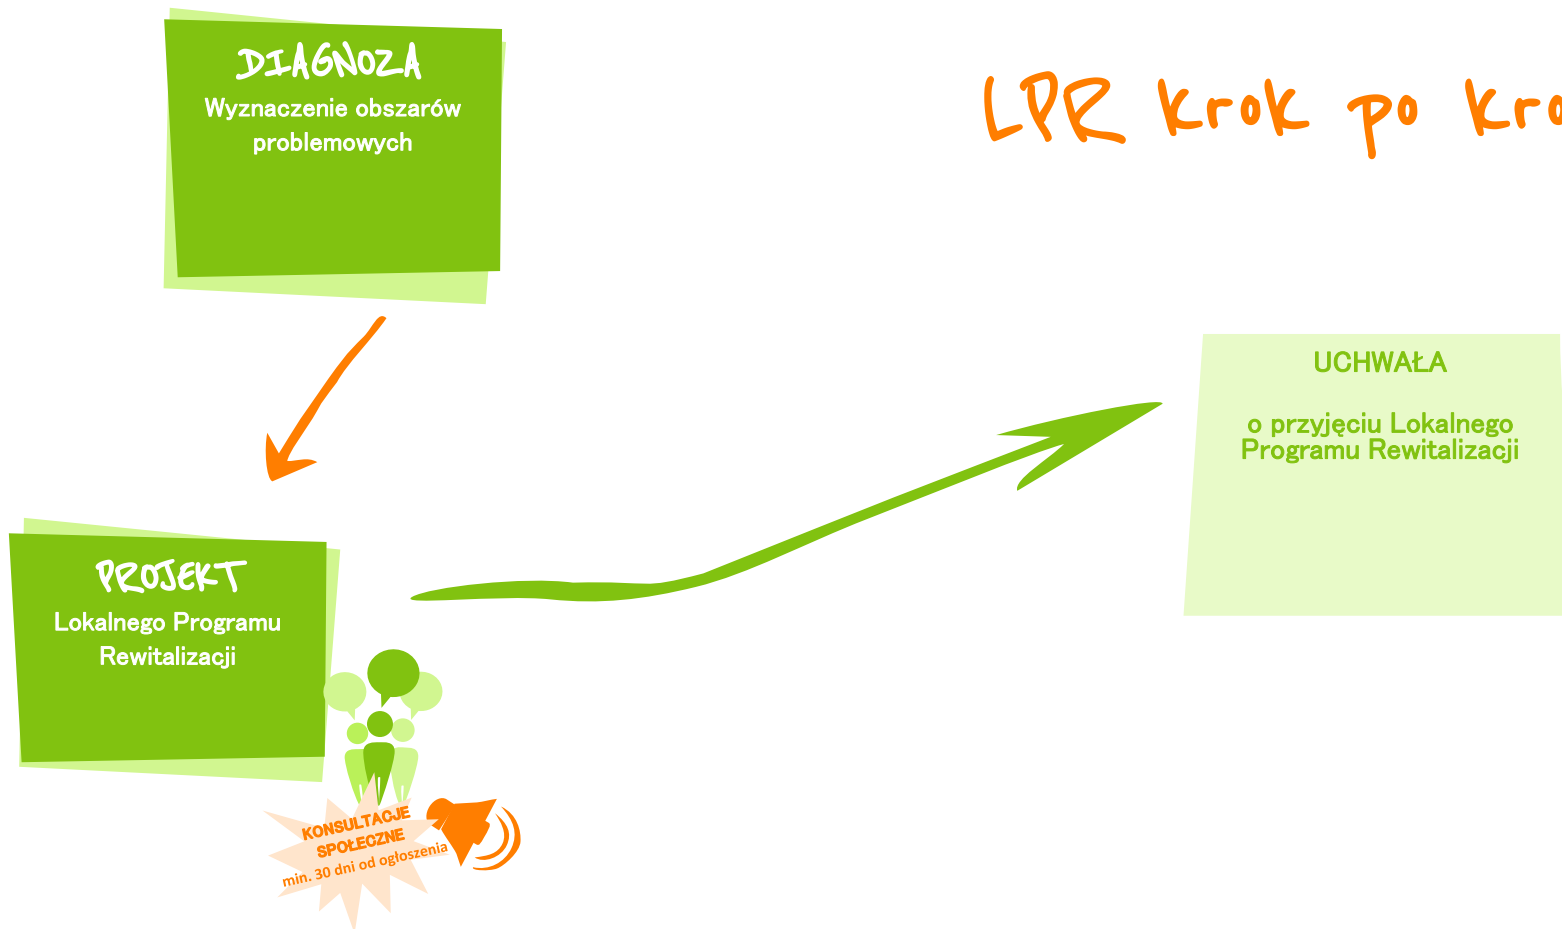 DIAGNOZA
Wyznaczenie obszarów
problemowych
LPR krok po kro
UCHWAŁA
o przyjęciu Lokalnego
Programu Rewitalizacji
PROJEKT
Lokalnego Programu
Rewitalizacji
KONSULTACJE
SPOŁECZNE
min. 30 dni od ogłoszenia